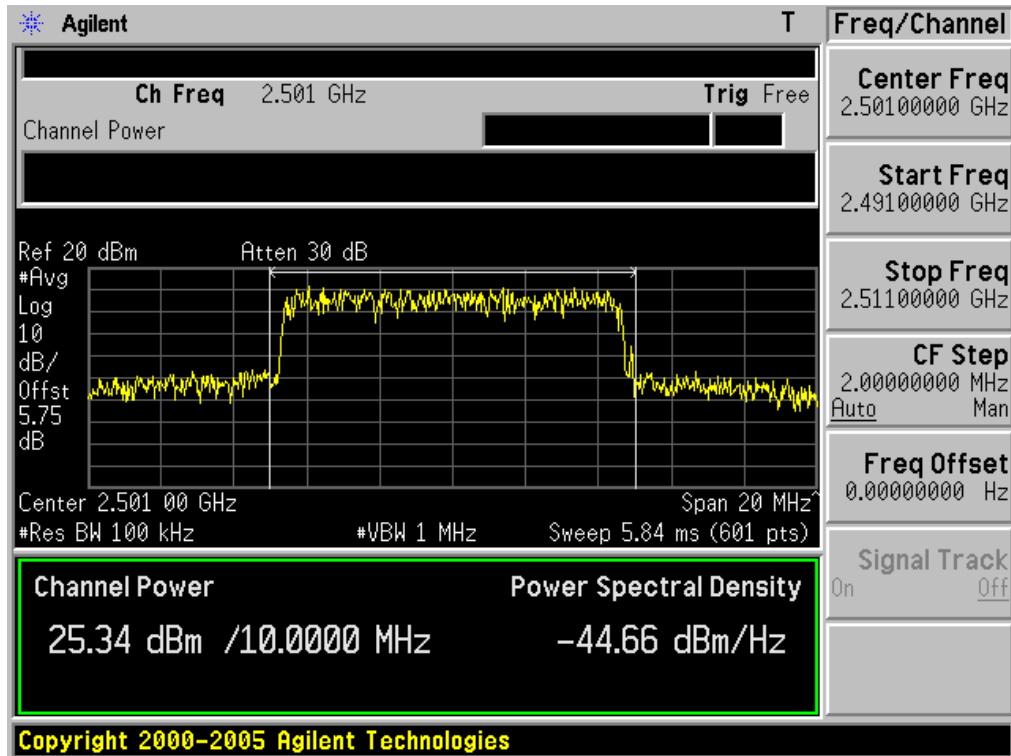 Agilent T Freq/Channel
Ch Freq 2.501 GHz Trig Free
Channel Power
Center Freq
2.50100000 GHz
Start Freq
2.49100000 GHz
Stop Freq
2.51100000 GHz
CF Step
2.00000000 MHz
Auto Man
Freq Offset
0.00000000 Hz
Signal Track
On Off
Ref 20 dBm Atten 30 dB
#Avg
Log
10
dB/
Offst
5.75
dB
Center 2.501 00 GHz Span 20 MHz^
#Res BW 100 kHz #VBW 1 MHz Sweep 5.84 ms (601 pts)
Channel Power Power Spectral Density
25.34 dBm /10.0000 MHz -44.66 dBm/Hz
Copyright 2000-2005 Agilent Technologies